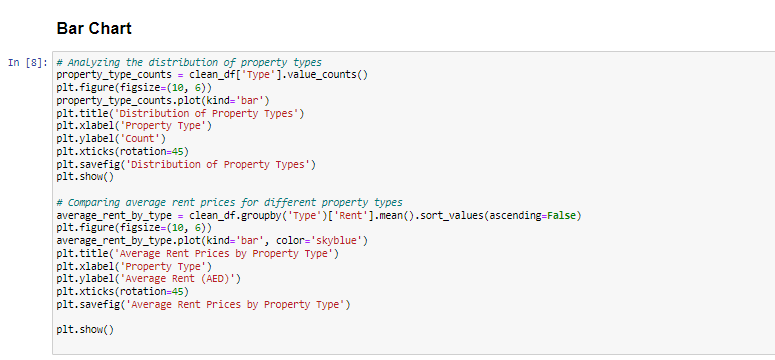 Bar Chart
In [8]: # Analyzing the distribution of property types
property_type_counts = clean_df['Type'].value_counts()
plt.figure(figsize=(10, 6))
property_type_counts.plot(kind='bar')
plt.title('Distribution of Property Types')
plt.xlabel('Property Type')
plt.ylabel('Count')
plt.xticks(rotation=45)
plt.savefig('Distribution of Property Types')
plt.show()
# Comparing average rent prices for different property types
average_rent_by_type = clean_df.groupby('Type')['Rent'].mean().sort_values(ascending=False)
plt.figure(figsize=(10, 6))
average_rent_by_type.plot(kind='bar', color='skyblue')
plt.title('Average Rent Prices by Property Type')
plt.xlabel('Property Type')
plt.ylabel('Average Rent (AED)')
plt.xticks(rotation=45)
plt.savefig('Average Rent Prices by Property Type')
plt.show()